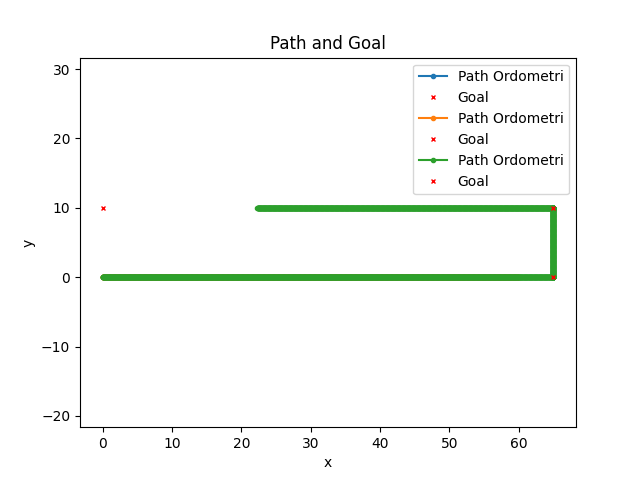 Path and Goal
Path Ordometri
Goal
Path Ordometri
Goal
Path Ordometri
Goal
30
20
10
0
−10
−20
y
0 10 20 30 40 50 60
x